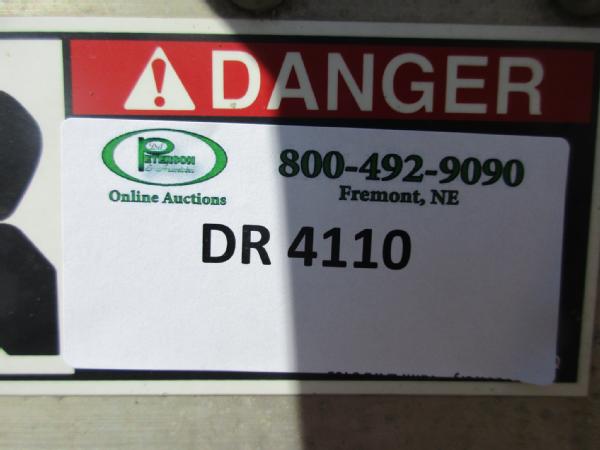 DANGER
PETERSON
800-492-9090
Online Auctions
Fremont, NE
DR 4110